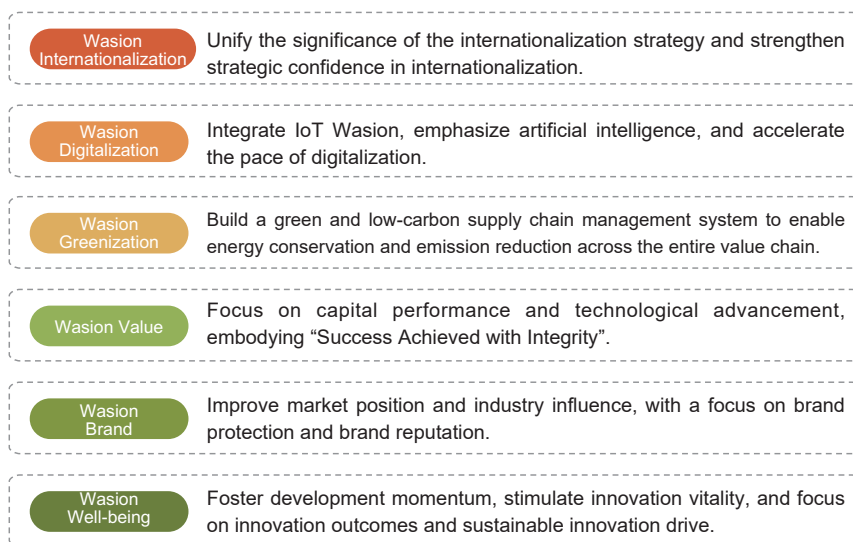 Wasion
Internationalization
Unify the significance of the internationalization strategy and strengthen
strategic confidence in internationalization.
Wasion
Digitalization
Integrate IoT Wasion, emphasize artificial intelligence, and accelerate
the pace of digitalization.
Wasion
Greenization
Build a green and low-carbon supply chain management system to enable
energy conservation and emission reduction across the entire value chain.
Wasion Value
Focus on capital performance and technological advancement,
embodying “Success Achieved with Integrity”.
Wasion
Brand
Improve market position and industry influence, with a focus on brand
protection and brand reputation.
Wasion
Well-being
Foster development momentum, stimulate innovation vitality, and focus
on innovation outcomes and sustainable innovation drive.